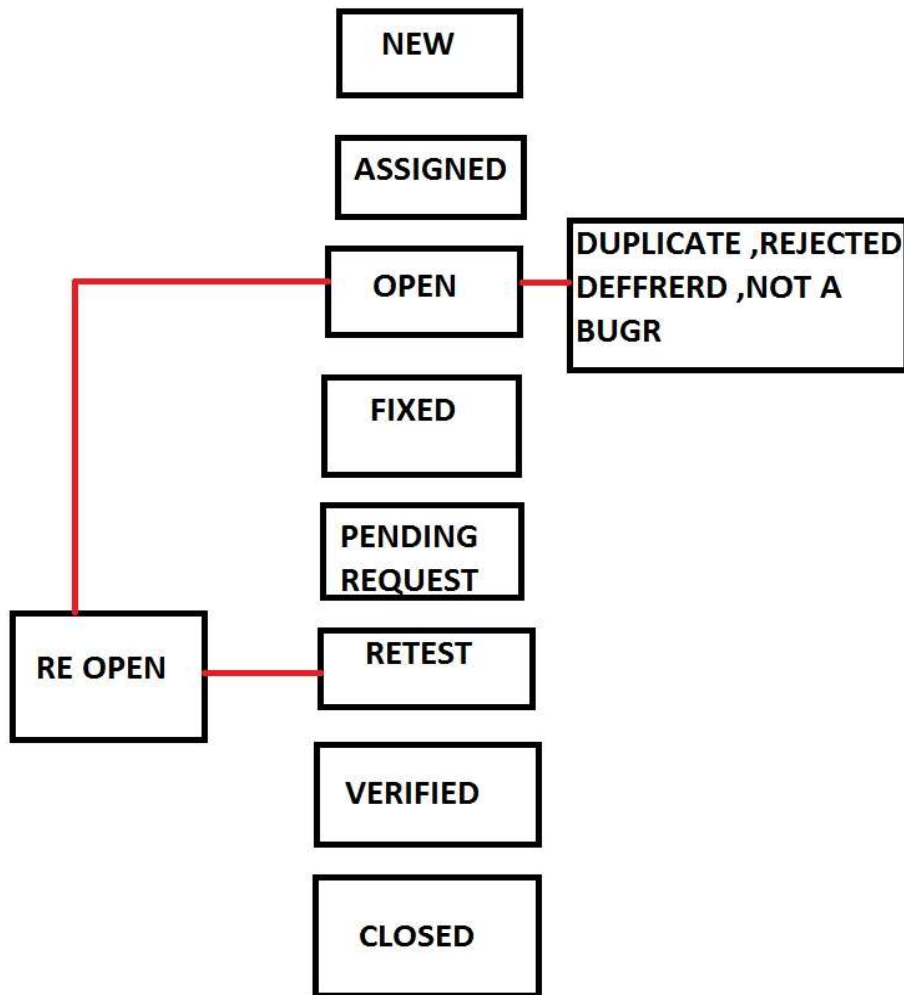 NEW
ASSIGNED
OPEN
DUPLICATE ,REJECTED
DEFFRERD ,NOT A
BUGR
FIXED
PENDING
REQUEST
RE OPEN
RETEST
VERIFIED
CLOSED